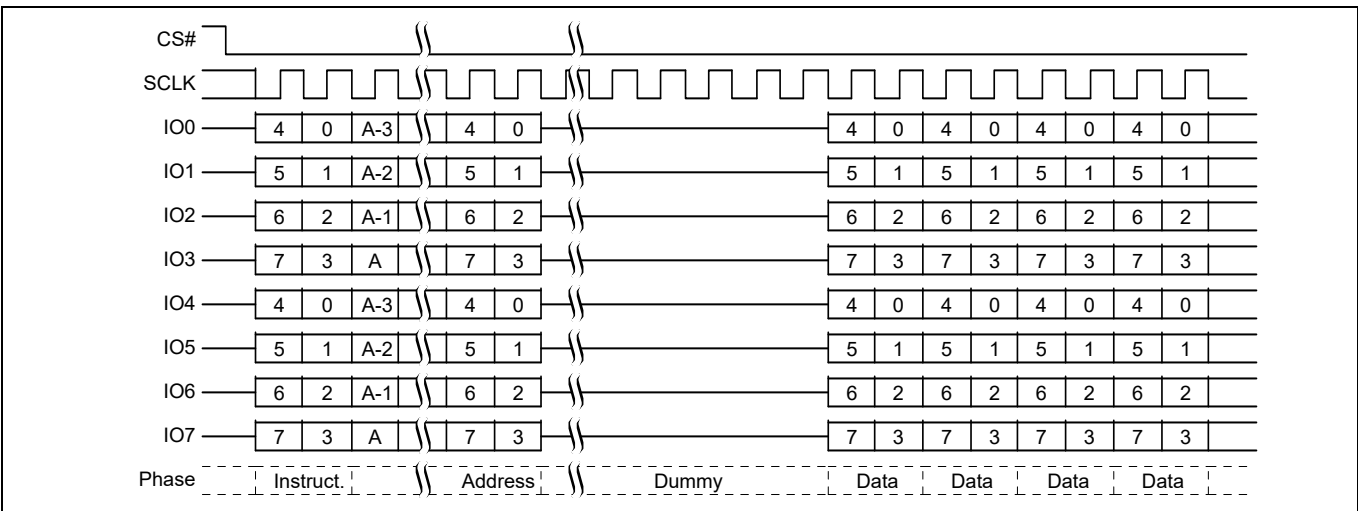 CS#
SCLK
IO0 4 0 A-3 4 0 4 0 4 0 4 0 4 0
IO1 5 1 A-2 5 1 5 1 5 1 5 1 5 1
IO2 6 2 A-1 6 2 6 2 6 2 6 2 6 2
IO3 7 3 A 7 3 7 3 7 3 7 3 7 3
IO4 4 0 A-3 4 0 4 0 4 0 4 0 4 0
IO5 5 1 A-2 5 1 5 1 5 1 5 1 5 1
IO6 6 2 A-1 6 2 6 2 6 2 6 2 6 2
IO7 7 3 A 7 3 7 3 7 3 7 3 7 3
Phase Instruct. Address Dummy Data Data Data Data